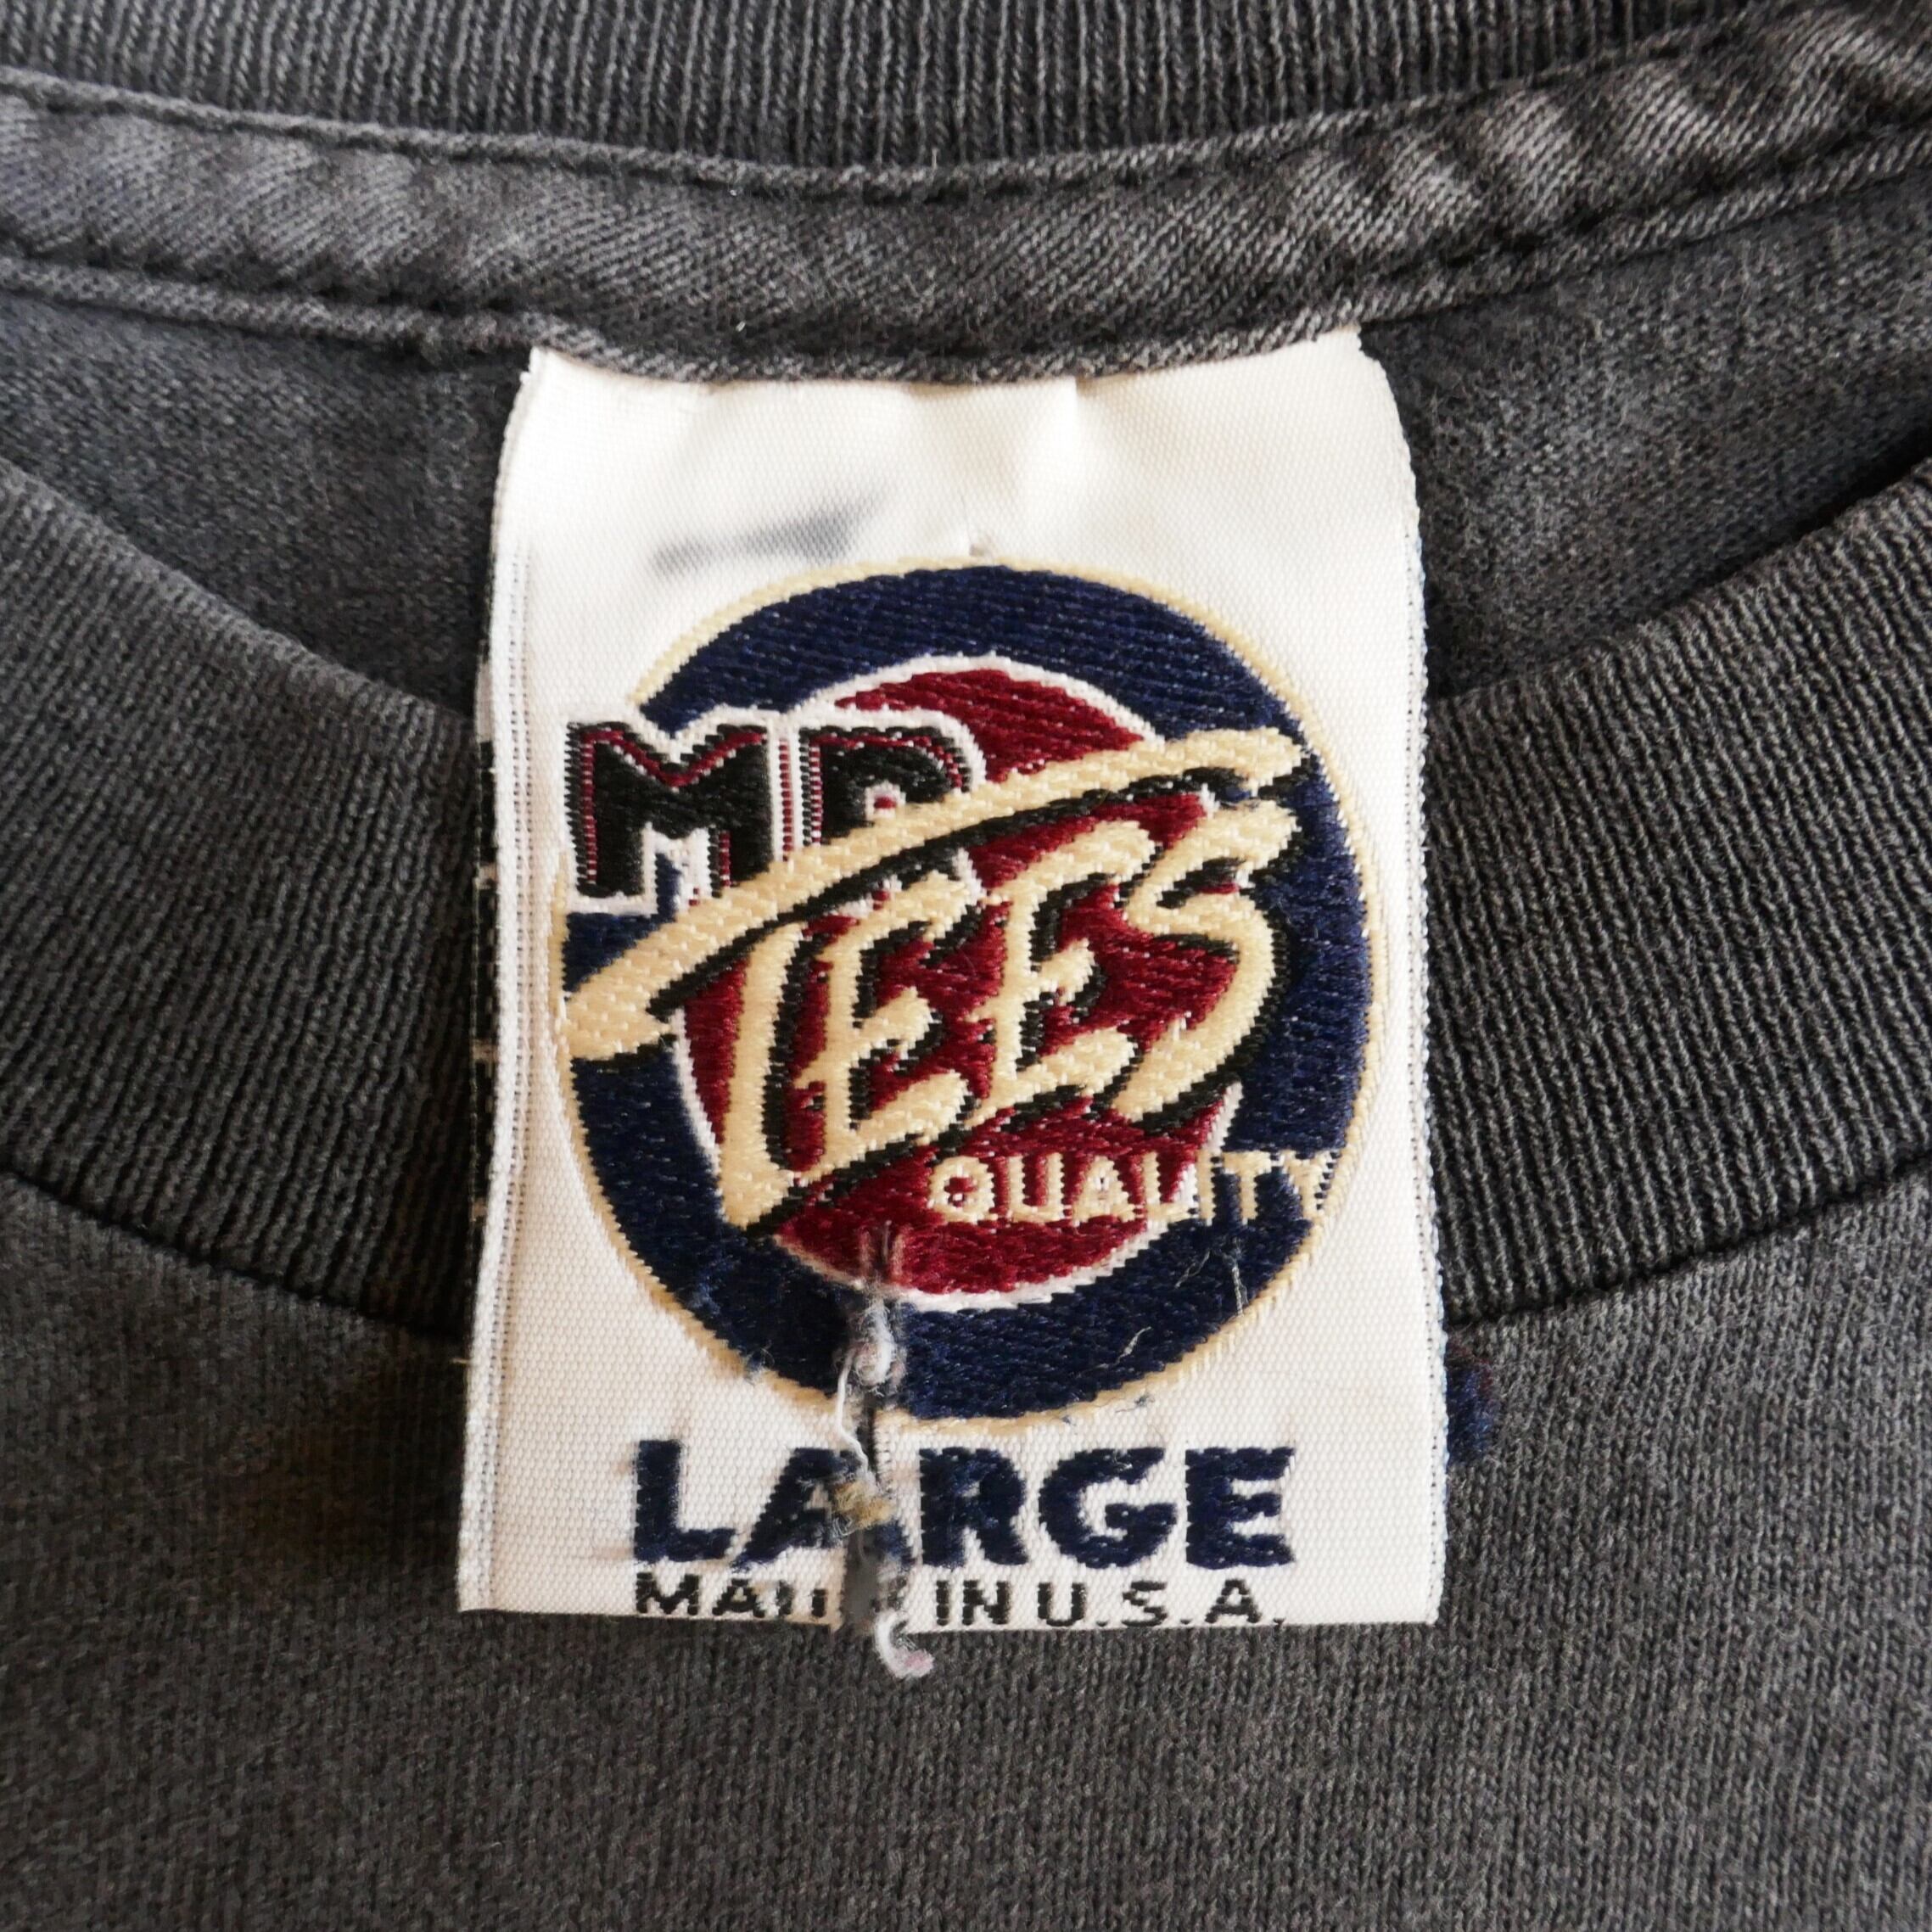 MR
TEES
QUALITY
LARGE
MADE IN U.S.A.